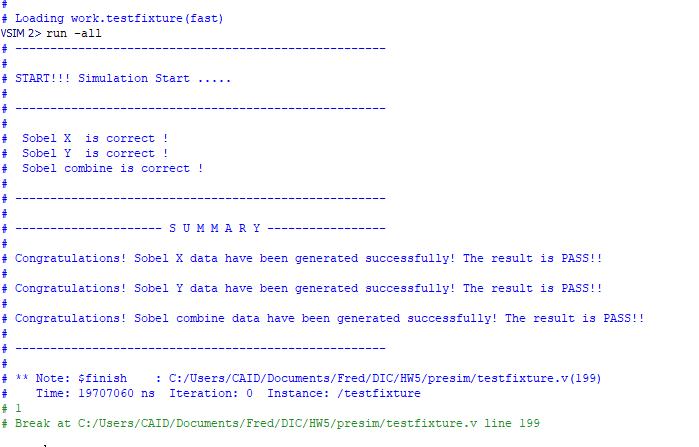 #
# Loading work.testfixture(fast)
VSIM 2> run -all
# -----------------------------------------------------
#
# START!!! Simulation Start .....
#
# -----------------------------------------------------
#
#  Sobel X  is correct !
#  Sobel Y  is correct !
#  Sobel combine is correct !
#
# -----------------------------------------------------
#
# --------------------- S U M M A R Y -----------------
#
# Congratulations! Sobel X data have been generated successfully! The result is PASS!!
#
# Congratulations! Sobel Y data have been generated successfully! The result is PASS!!
#
# Congratulations! Sobel combine data have been generated successfully! The result is PASS!!
#
# -----------------------------------------------------
#
# ** Note: $finish    : C:/Users/CAID/Documents/Fred/DIC/HW5/presim/testfixture.v(199)
#    Time: 19707060 ns  Iteration: 0  Instance: /testfixture
# 1
# Break at C:/Users/CAID/Documents/Fred/DIC/HW5/presim/testfixture.v line 199